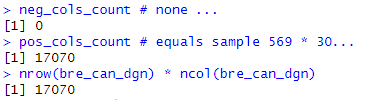 > neg_cols_count # none ...
[1] 0
> pos_cols_count # equals sample 569 * 30...
[1] 17070
> nrow(bre_can_dgn) * ncol(bre_can_dgn)
[1] 17070